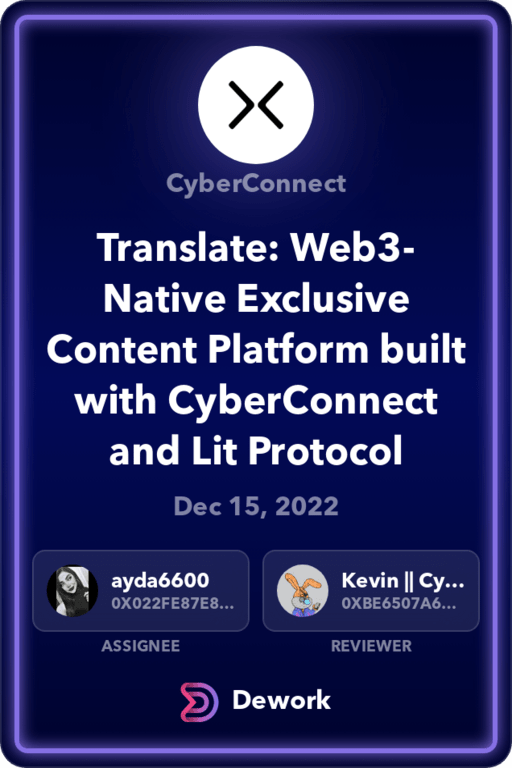 CyberConnect
Translate: Web3-
Native Exclusive
Content Platform built
with CyberConnect
and Lit Protocol
Dec 15, 2022
ayda6600
0X022FE87E8...
ASSIGNEE
Kevin || Cy...
0XBE6507A6...
REVIEWER
Dework